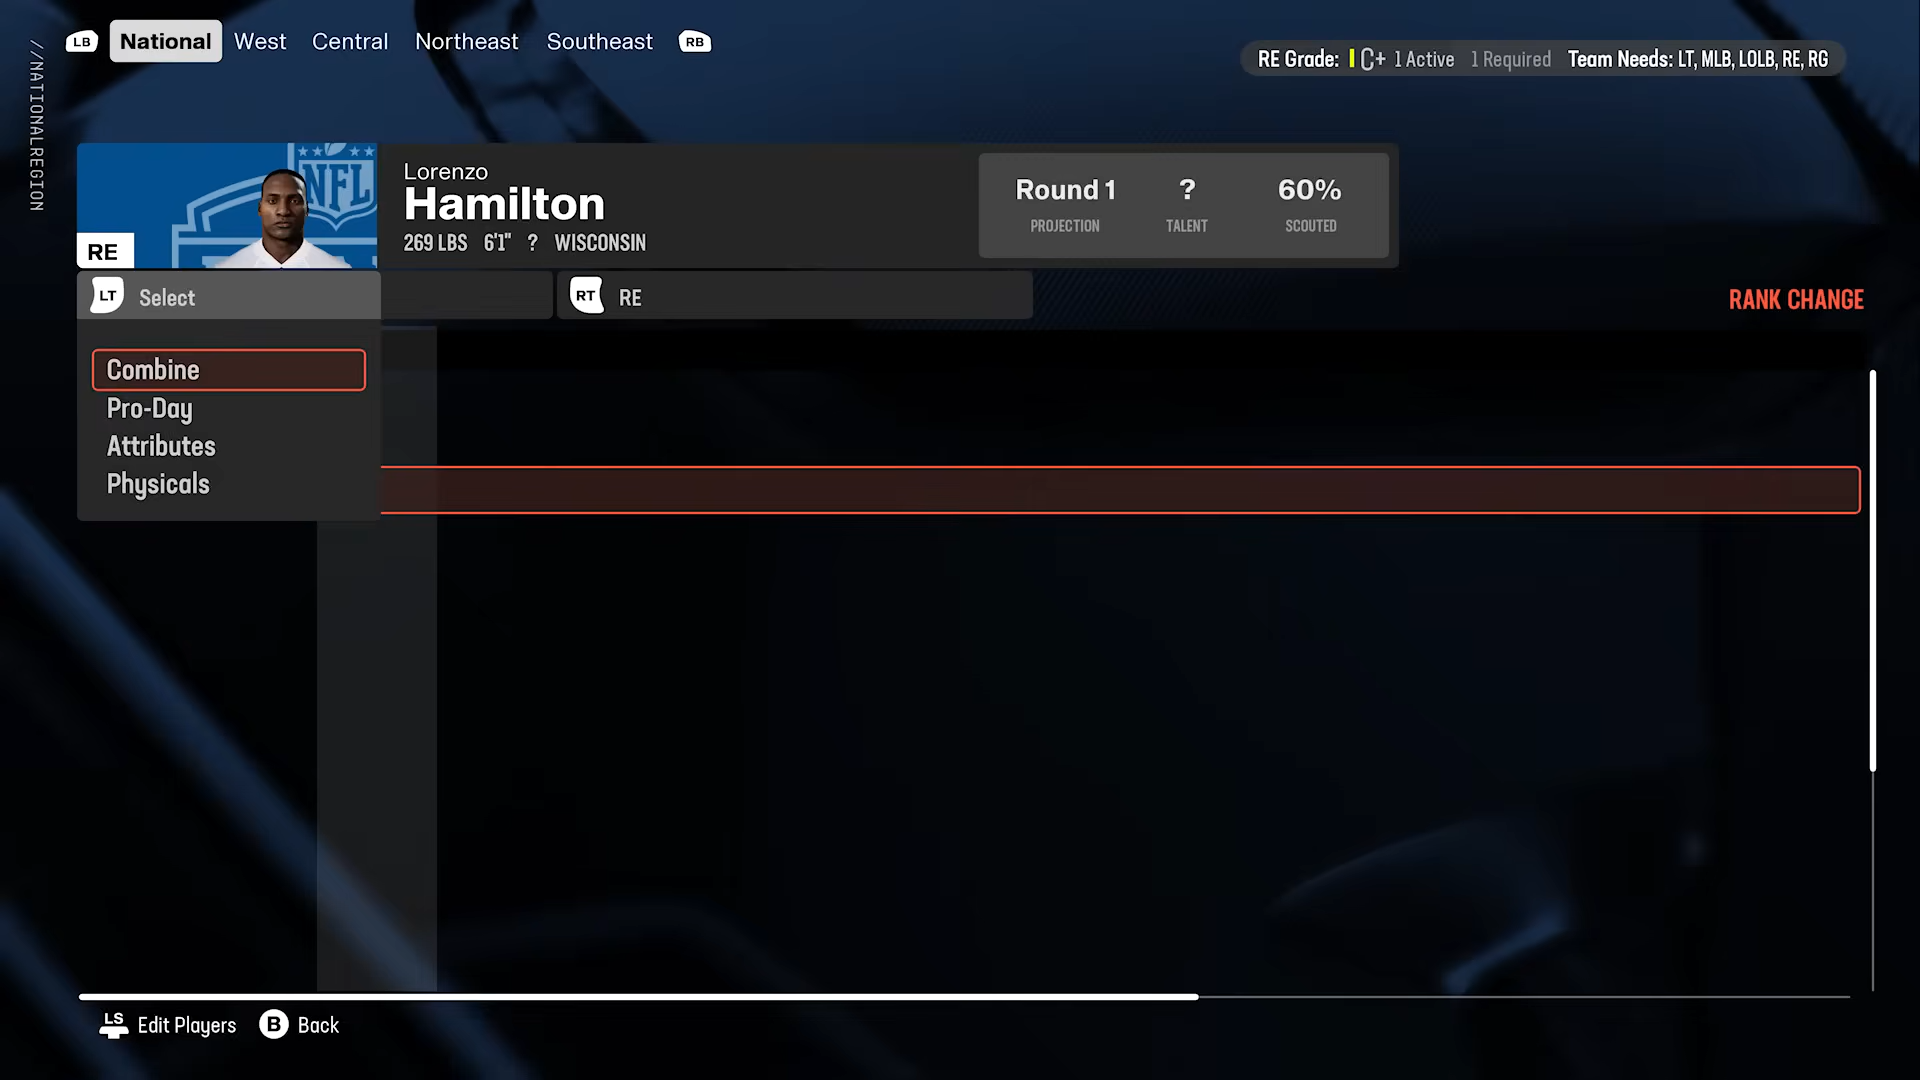 //NATIONALREGION
LB National West Central Northeast Southeast RB
RE Grade: C+ 1 Active 1 Required Team Needs: LT, MLB, LOLB, RE, RG
NFL
RE
Lorenzo
Hamilton
269 LBS 6'1" ? WISCONSIN
Round 1 ? 60%
PROJECTION TALENT SCOUTED
LT Select
RT RE
RANK CHANGE
Combine
Pro-Day
Attributes
Physicals
LS Edit Players B Back